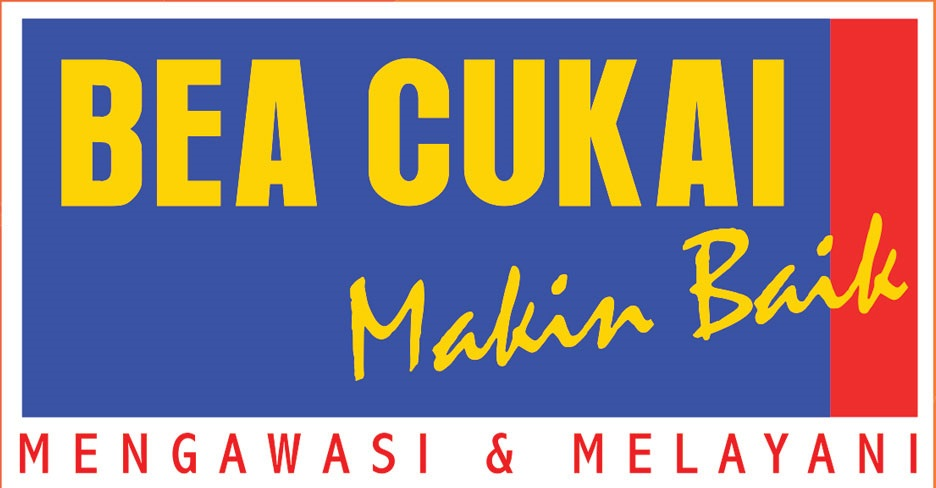 BEA CUKAI
Makin Baik
MENGAWASI & MELAYANI